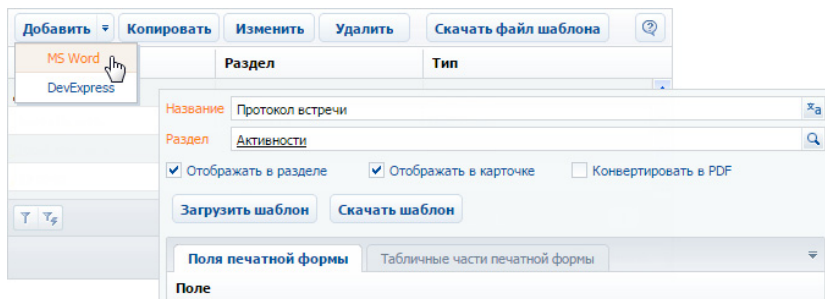 Добавить Копировать Изменить Удалить Скачать файл шаблона
MS Word Раздел Тип
DevExpress
Название Протокол встречи
Раздел Активности
Отображать в разделе Отображать в карточке Конвертировать в PDF
Загрузить шаблон Скачать шаблон
Поля печатной формы Табличные части печатной формы
Поле